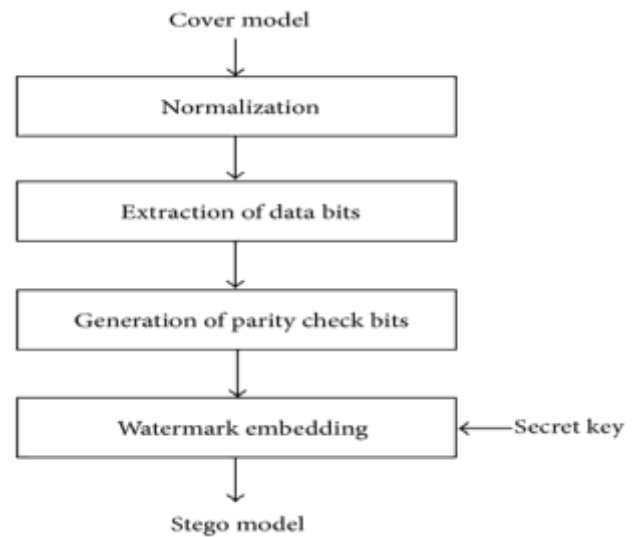 Cover model
Normalization
Extraction of data bits
Generation of parity check bits
Watermark embedding
Secret key
Stego model